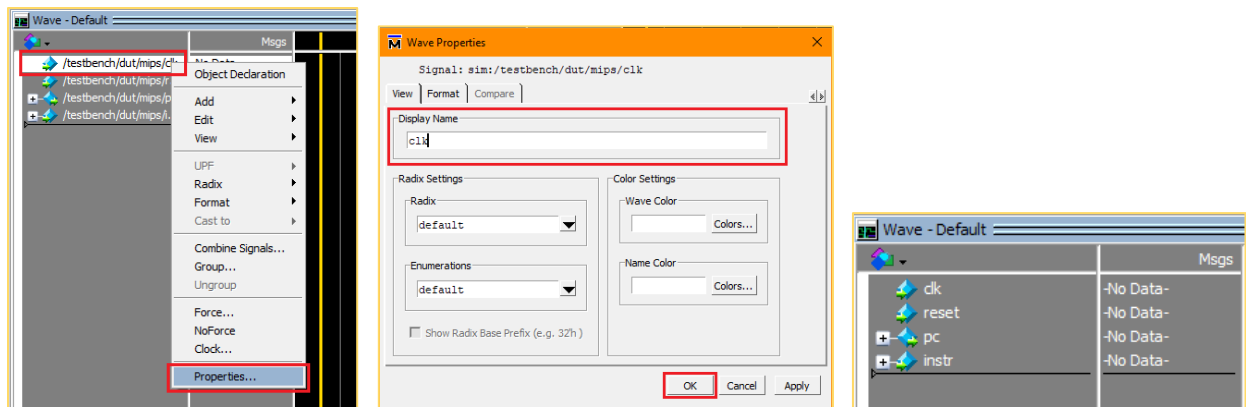 Wave - Default
Msgs
/testbench/dut/mips/clk
/testbench/dut/mips/r
/testbench/dut/mips/p
/testbench/dut/mips/i...
Object Declaration
Add
Edit
View
UPF
Radix
Format
Cast to
Combine Signals...
Group...
Ungroup
Force...
NoForce
Clock...
Properties...
Wave Properties
Signal: sim:/testbench/dut/mips/clk
View Format Compare
Display Name
clk
Radix Settings
Radix
default
Enumerations
default
Show Radix Base Prefix (e.g. 32'h )
Color Settings
Wave Color
Colors...
Name Color
Colors...
OK Cancel Apply
Wave - Default
Msgs
clk -No Data-
reset -No Data-
pc -No Data-
instr -No Data-